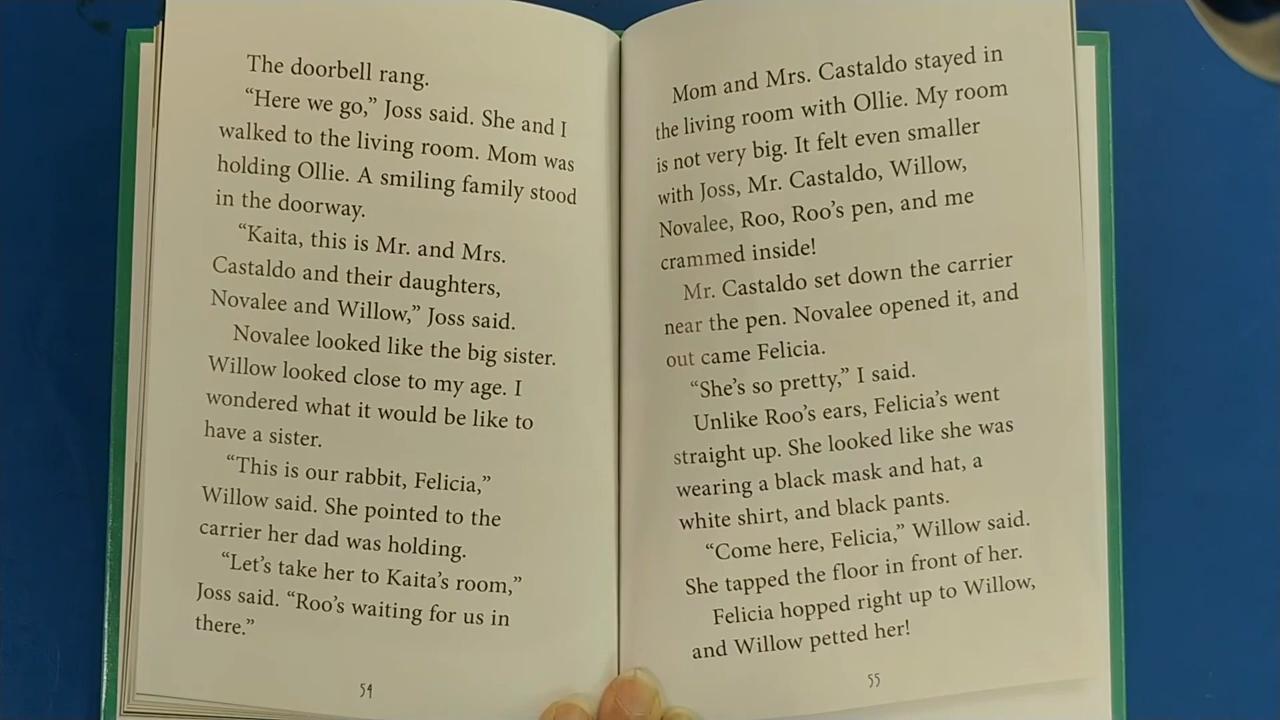 The doorbell rang.
“Here we go,” Joss said. She and I
walked to the living room. Mom was
holding Ollie. A smiling family stood
in the doorway.
“Kaita, this is Mr. and Mrs.
Castaldo and their daughters,
Novalee and Willow,” Joss said.
Novalee looked like the big sister.
Willow looked close to my age. I
wondered what it would be like to
have a sister.
“This is our rabbit, Felicia,”
Willow said. She pointed to the
carrier her dad was holding.
“Let’s take her to Kaita’s room,”
Joss said. “Roo’s waiting for us in
there.”
54
Mom and Mrs. Castaldo stayed in
the living room with Ollie. My room
is not very big. It felt even smaller
with Joss, Mr. Castaldo, Willow,
Novalee, Roo, Roo’s pen, and me
crammed inside!
Mr. Castaldo set down the carrier
near the pen. Novalee opened it, and
out came Felicia.
“She’s so pretty,” I said.
Unlike Roo’s ears, Felicia’s went
straight up. She looked like she was
wearing a black mask and hat, a
white shirt, and black pants.
“Come here, Felicia,” Willow said.
She tapped the floor in front of her.
Felicia hopped right up to Willow,
and Willow petted her!
55